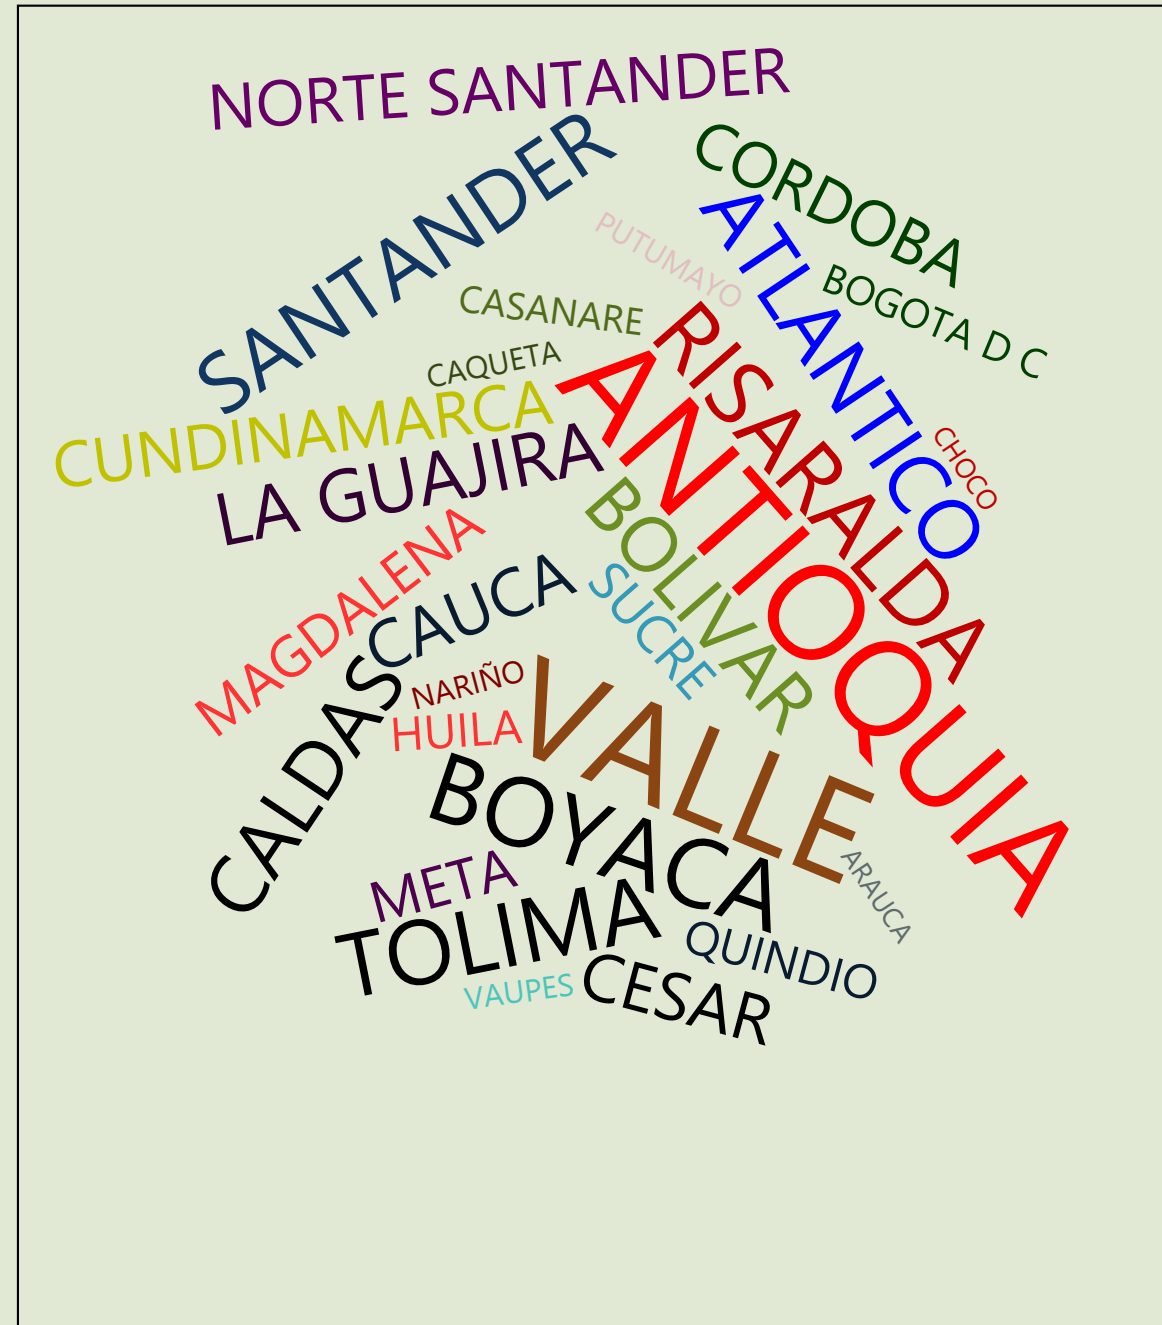 NORTE SANTANDER
SANTANDER
CORDOBA
PUTUMAYO
ATLANTICO
BOGOTA D C
CASANARE
RISARALDA
CAQUETA
ANTIOQUIA
CUNDINAMARCA
LA GUAJIRA
CHOCO
BOLIVAR
MAGDALENA
CAUCA
SUCRE
CALDAS
NARIÑO
VALLE
HUILA
BOYACA
META
ARAUCA
TOLIMA
QUINDIO
VAUPES
CESAR